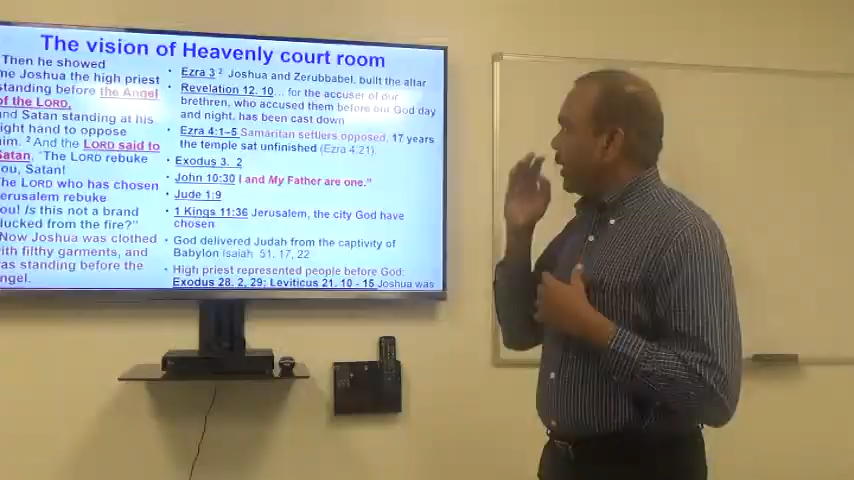 The vision of Heavenly court room
Then he showed
me Joshua the high priest
standing before the Angel
of the LORD,
and Satan standing at his
right hand to oppose
him. 2 And the LORD said to
Satan, "The LORD rebuke
you, Satan!
The LORD who has chosen
Jerusalem rebuke
you! Is this not a brand
plucked from the fire?"
Now Joshua was clothed
with filthy garments, and
was standing before the
Angel.
• Ezra 3 2 Joshua and Zerubbabel, built the altar
• Revelation 12. 10... for the accuser of our
brethren, who accused them before our God day
and night, has been cast down
• Ezra 4:1–5 Samaritan settlers opposed, 17 years
the temple sat unfinished (Ezra 4:21).
• Exodus 3. 2
• John 10:30 I and My Father are one."
• Jude 1:9
• 1 Kings 11:36 Jerusalem, the city God have
chosen
• God delivered Judah from the captivity of
Babylon Isaiah 51. 17, 22
• High priest represented people before God:
Exodus 28. 2, 29; Leviticus 21. 10 - 15 Joshua was